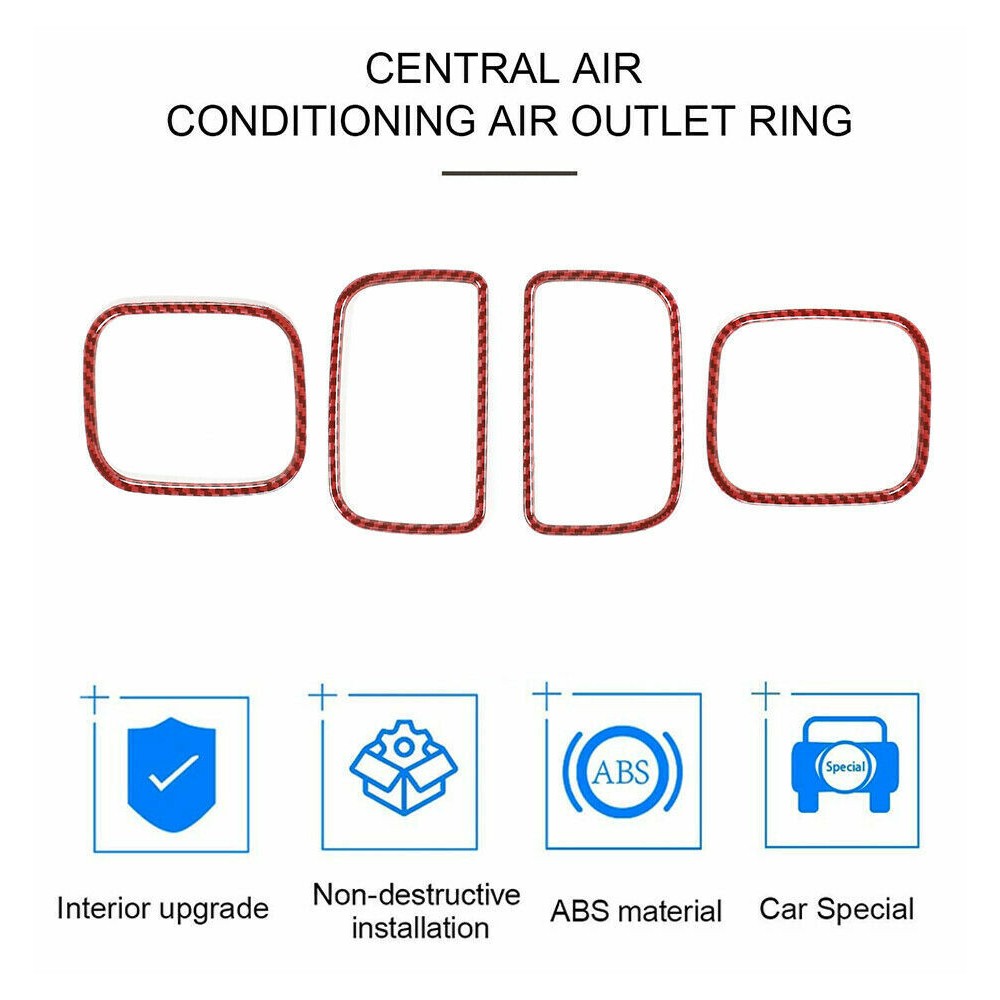 CENTRAL AIR
CONDITIONING AIR OUTLET RING
ABS
Special
Interior upgrade
Non-destructive
installation
ABS material
Car Special